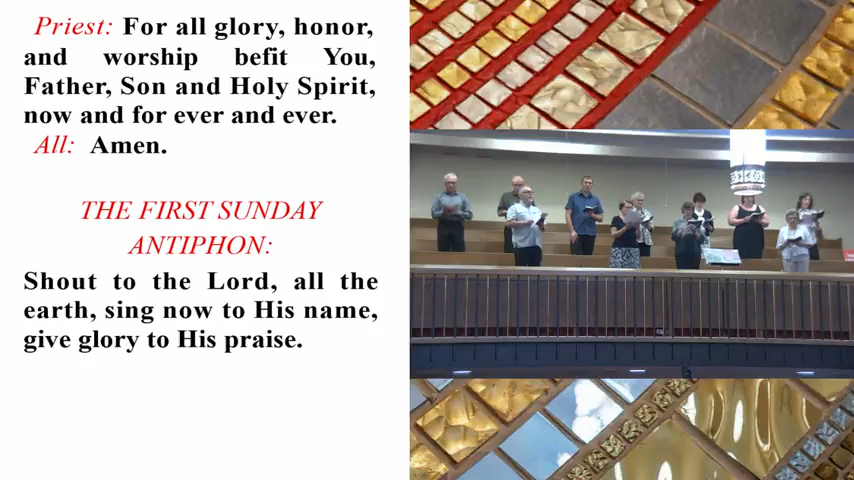 Priest: For all glory, honor,
and worship befit You,
Father, Son and Holy Spirit,
now and for ever and ever.
All: Amen.
THE FIRST SUNDAY
ANTIPHON:
Shout to the Lord, all the
earth, sing now to His name,
give glory to His praise.